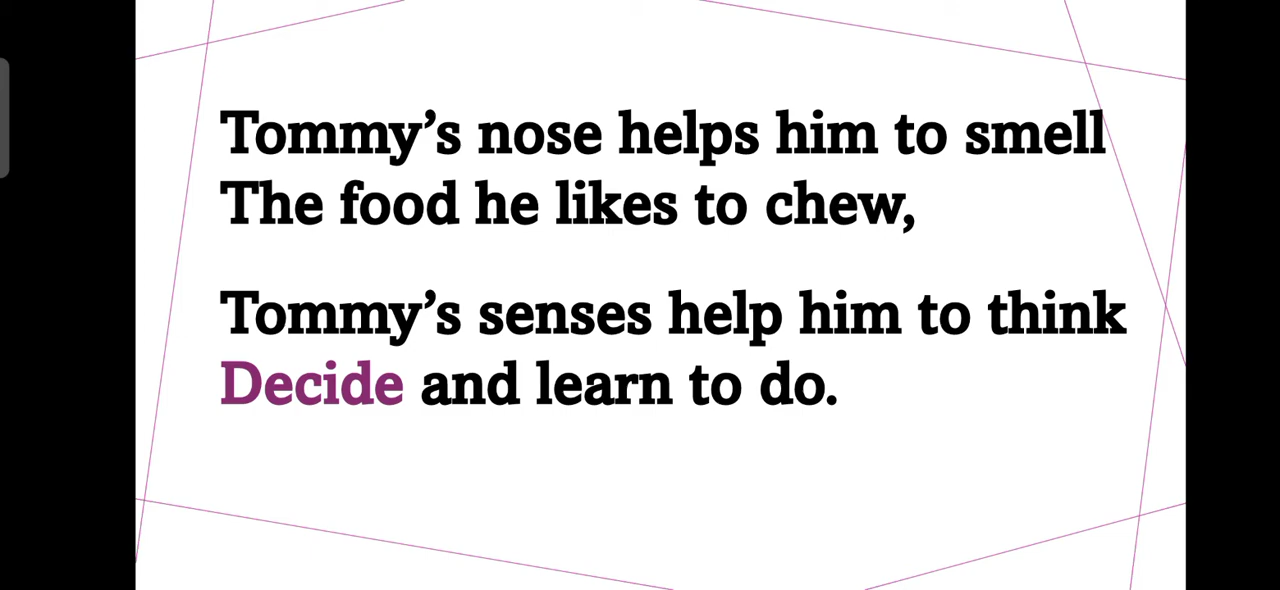 Tommy’s nose helps him to smell
The food he likes to chew,
Tommy’s senses help him to think
Decide and learn to do.